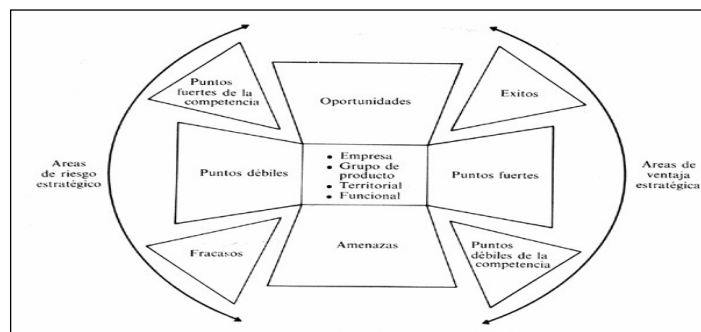 Puntos
fuertes de la
competencia
Oportunidades
Exitos
Areas
de riesgo
estratégico
Puntos débiles
• Empresa
• Grupo de
producto
• Territorial
• Funcional
Puntos fuertes
Areas de
ventaja
estratégica
Fracasos
Amenazas
Puntos
débiles de la
competencia